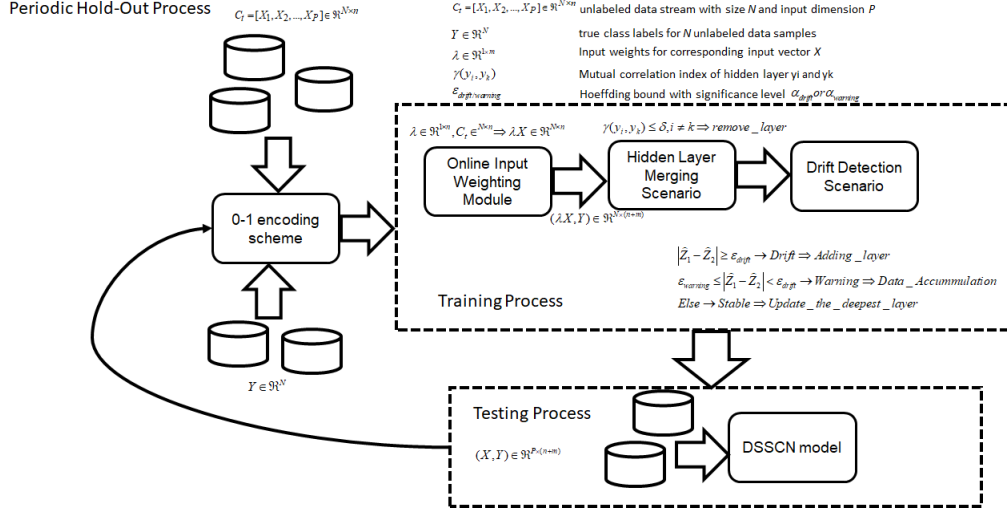 Periodic Hold-Out Process
C_t=[X_1,X_2,...,X_P]∈ℜ^{N×n}
C_t=[X_1,X_2,...,X_P]∈ℜ^{N×n} unlabeled data stream with size N and input dimension P
Y∈ℜ^N true class labels for N unlabeled data samples
λ∈ℜ^{1×m} Input weights for corresponding input vector X
γ(y_i,y_k) Mutual correlation index of hidden layer yi and yk
ε_{drift/warning} Hoeffding bound with significance level α_{drift}orα_{warning}
λ∈ℜ^{1×n},C_t∈^{N×n}⇒λX∈ℜ^{N×n}
γ(y_i,y_k)≤δ,i≠k⇒remove_layer
Online Input
Weighting
Module
Hidden Layer
Merging
Scenario
Drift Detection
Scenario
(λX,Y)∈ℜ^{N×(n+m)}
0-1 encoding
scheme
|Ẑ_1-Ẑ_2|≥ε_{drift}→Drift⇒Adding_layer
ε_{warning}≤|Ẑ_1-Ẑ_2|<ε_{drift}→Warning⇒Data_Accummulation
Else→Stable⇒Update_the_deepest_layer
Training Process
Y∈ℜ^N
Testing Process
(X,Y)∈ℜ^{P×(n+m)}
DSSCN model